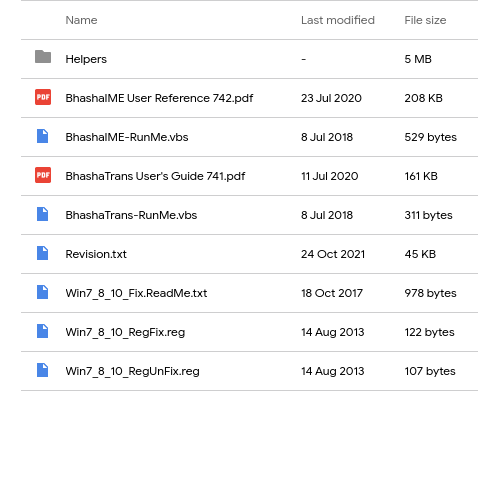 Name Last modified File size
Helpers - 5 MB
PDF BhashaIME User Reference 742.pdf 23 Jul 2020 208 KB
BhashaIME-RunMe.vbs 8 Jul 2018 529 bytes
PDF BhashaTrans User's Guide 741.pdf 11 Jul 2020 161 KB
BhashaTrans-RunMe.vbs 8 Jul 2018 311 bytes
Revision.txt 24 Oct 2021 45 KB
Win7_8_10_Fix.ReadMe.txt 18 Oct 2017 978 bytes
Win7_8_10_RegFix.reg 14 Aug 2013 122 bytes
Win7_8_10_RegUnFix.reg 14 Aug 2013 107 bytes